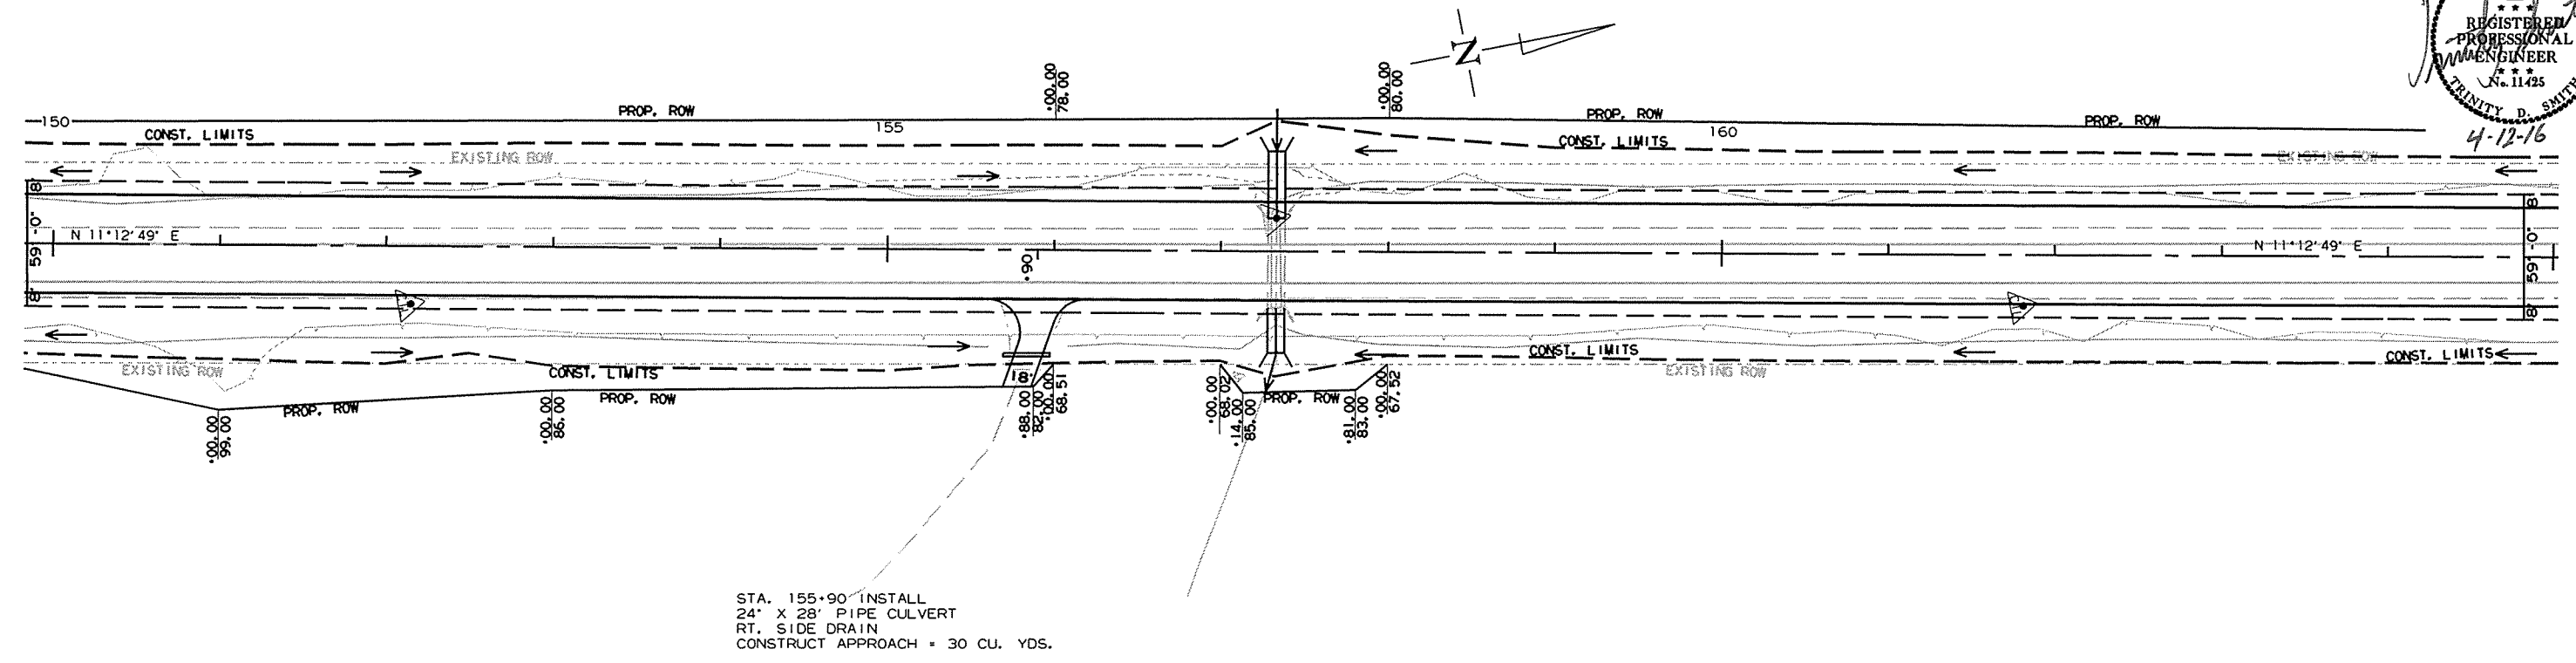 REGISTERED
PROFESSIONAL
ENGINEER
No. 11425
TRINITY D. SMITH
4-12-16
N
+00.00
78.00
+00.00
80.00
150
PROP. ROW
155
PROP. ROW
160
PROP. ROW
CONST. LIMITS
CONST. LIMITS
EXISTING ROW
EXISTING ROW
8'
8'
59'-0"
N 11°12'49" E
+90
N 11°12'49" E
59'-0"
8'
8'
EXISTING ROW
CONST. LIMITS
18'
CONST. LIMITS
EXISTING ROW
CONST. LIMITS
PROP. ROW
PROP. ROW
PROP. ROW
+00.00
99.00
+00.00
86.00
+88.00
82.00
+00.00
68.51
+00.00
68.02
+14.00
85.00
+81.00
83.00
+00.00
67.52
STA. 155+90 INSTALL
24" X 28' PIPE CULVERT
RT. SIDE DRAIN
CONSTRUCT APPROACH = 30 CU. YDS.